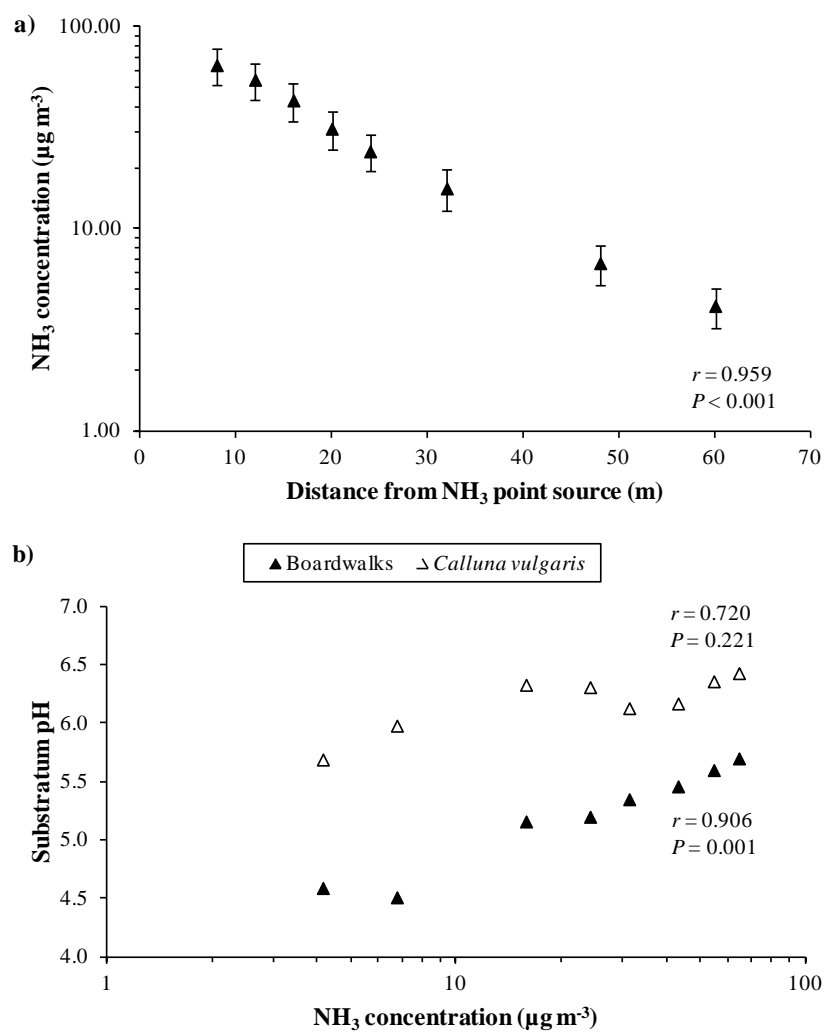 a)
100.00
10.00
1.00
NH₃ concentration (µg m⁻³)
r = 0.959
P < 0.001
0 10 20 30 40 50 60 70
Distance from NH₃ point source (m)
b)
▲ Boardwalks △ Calluna vulgaris
7.0
6.5
6.0
5.5
5.0
4.5
4.0
Substratum pH
r = 0.720
P = 0.221
r = 0.906
P = 0.001
1 10 100
NH₃ concentration (µg m⁻³)